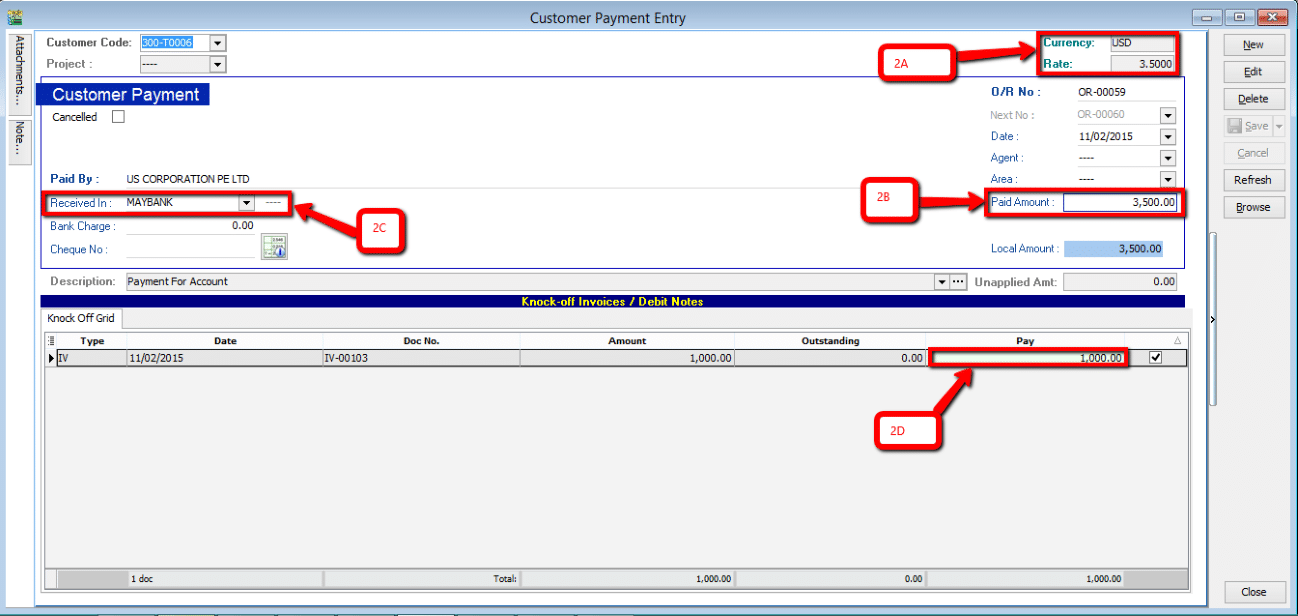 Customer Payment Entry
Attachments...
Note...
Customer Code: 300-T0006
Project : ----
2A
Currency: USD
Rate: 3.5000
New
Edit
Delete
Save
Cancel
Refresh
Browse
Customer Payment
Cancelled
O/R No : OR-00059
Next No : OR-00060
Date : 11/02/2015
Agent : ----
Area : ----
Paid By : US CORPORATION PE LTD
2B
Received In : MAYBANK ----
Paid Amount : 3,500.00
2C
Bank Charge : 0.00
Cheque No :
Local Amount : 3,500.00
Description: Payment For Account
Unapplied Amt: 0.00
Knock-off Invoices / Debit Notes
Knock Off Grid
Type Date Doc No. Amount Outstanding Pay
IV 11/02/2015 IV-00103 1,000.00 0.00 1,000.00
2D
1 doc Total: 1,000.00 0.00 1,000.00
Close